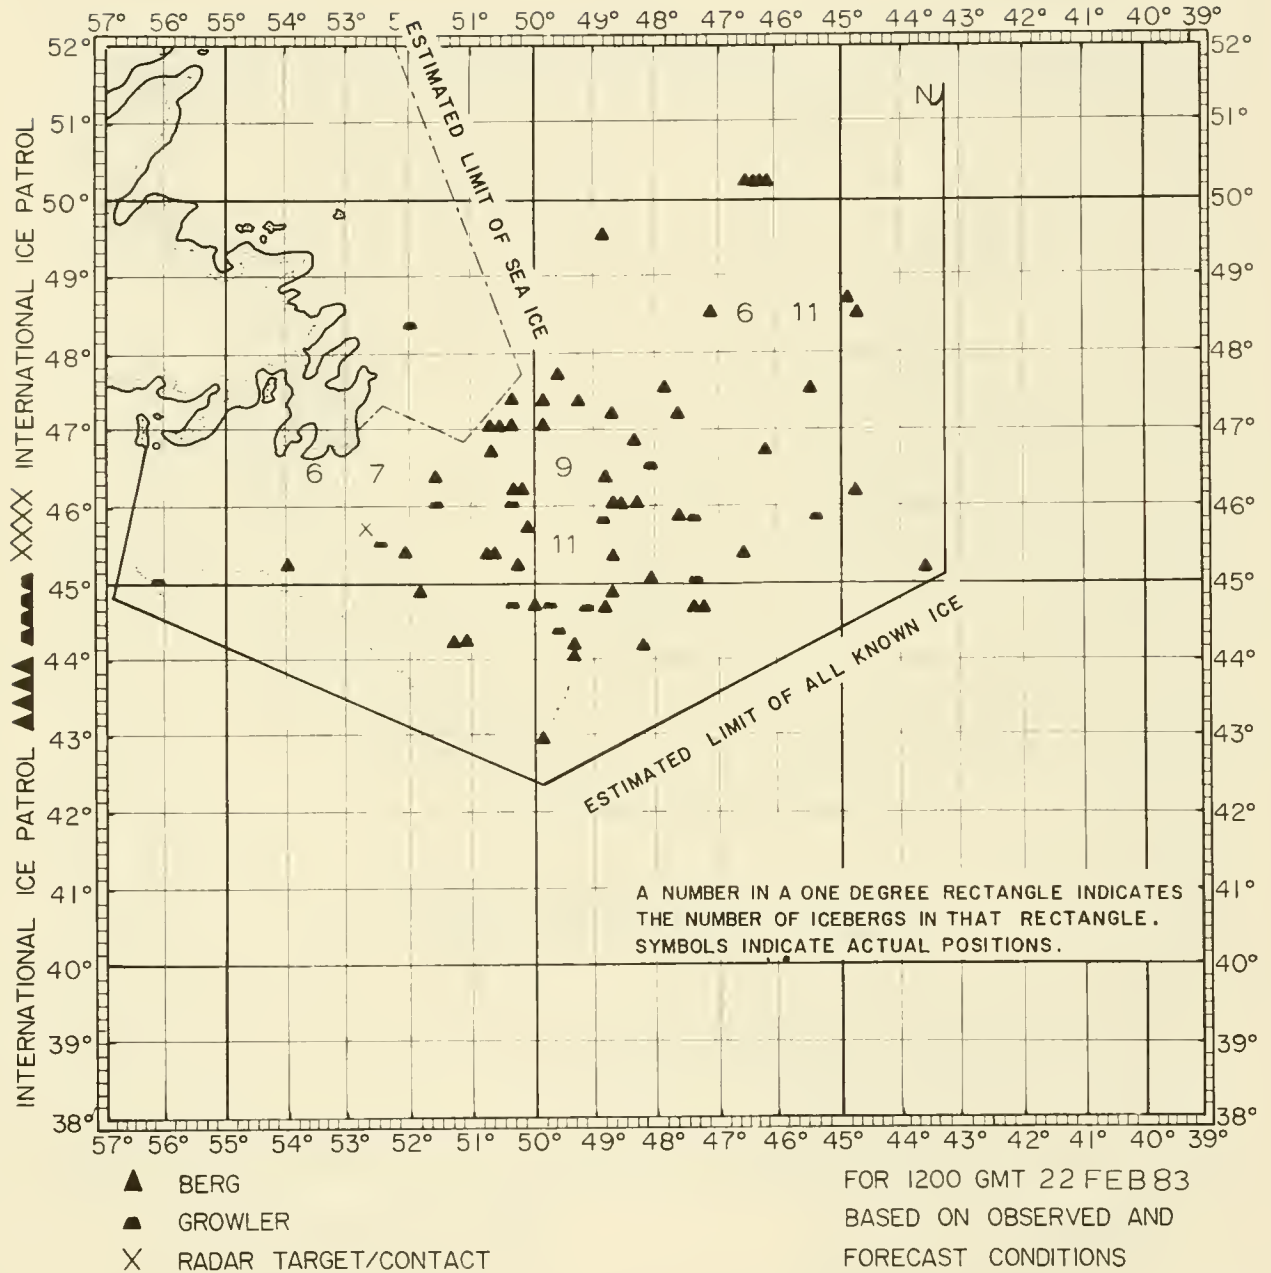 57° 56° 55° 54° 53° 5 51° 50° 49° 48° 47° 46° 45° 44° 43° 42° 41° 40° 39°
52° 52°
51° 51°
50° 50°
49° 49°
48° 48°
47° 47°
46° 46°
45° 45°
44° 44°
43° 43°
42° 42°
41° 41°
40° 40°
39° 39°
38° 38°
57° 56° 55° 54° 53° 52° 51° 50° 49° 48° 47° 46° 45° 44° 43° 42° 41° 40° 39°
INTERNATIONAL ICE PATROL XXXX INTERNATIONAL ICE PATROL
ESTIMATED LIMIT OF SEA ICE
N
6 11
6 7 9
X
11
ESTIMATED LIMIT OF ALL KNOWN ICE
A NUMBER IN A ONE DEGREE RECTANGLE INDICATES
THE NUMBER OF ICEBERGS IN THAT RECTANGLE.
SYMBOLS INDICATE ACTUAL POSITIONS.
BERG
GROWLER
X RADAR TARGET/CONTACT
FOR 1200 GMT 22 FEB 83
BASED ON OBSERVED AND
FORECAST CONDITIONS